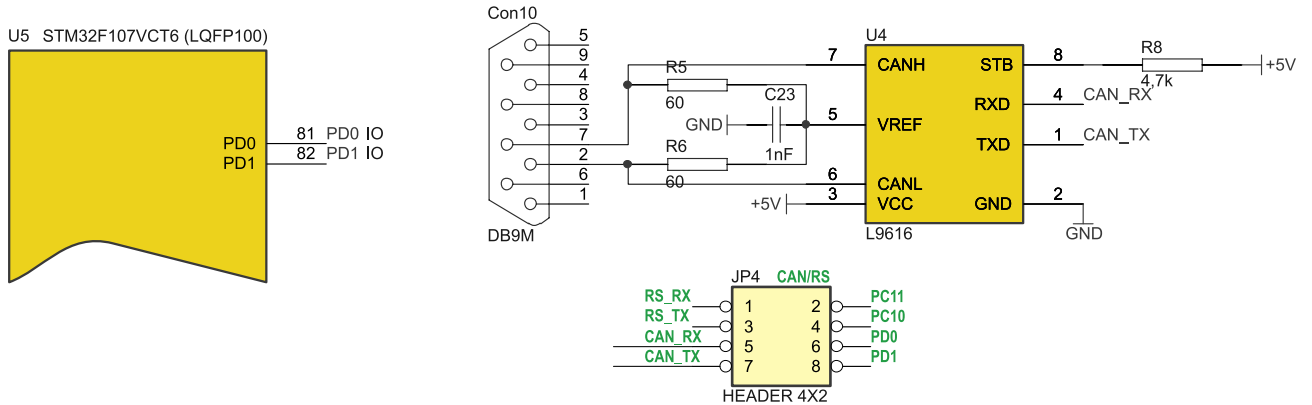 U5 STM32F107VCT6 (LQFP100)
PD0 81 PD0 IO
PD1 82 PD1 IO
Con10
5
9
4
8
3
7
2
6
1
DB9M
R5
60
C23
GND
1nF
R6
60
+5V
U4
7 CANH STB 8
R8
4,7k
+5V
RXD 4 CAN_RX
5 VREF
TXD 1 CAN_TX
6 CANL
3 VCC GND 2
GND
L9616
JP4 CAN/RS
RS_RX 1 2 PC11
RS_TX 3 4 PC10
CAN_RX 5 6 PD0
CAN_TX 7 8 PD1
HEADER 4X2